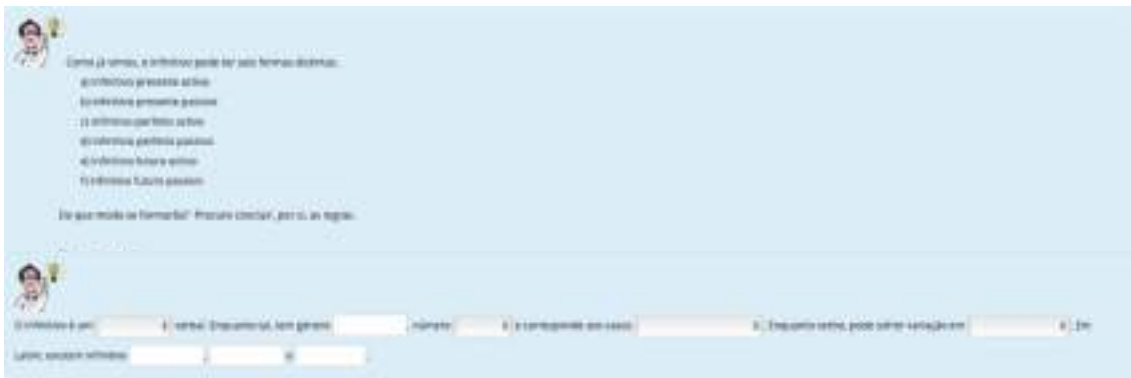 Como já vimos, o infinitivo pode ter seis formas distintas:
a) infinitivo presente activo
b) infinitivo presente passivo
c) infinitivo perfeito activo
d) infinitivo perfeito passivo
e) infinitivo futuro activo
f) infinitivo futuro passivo
De que modo se formarão? Procure concluir, por si, as regras.
O infinitivo é um verbal. Enquanto tal, tem género , número e corresponde aos casos . Enquanto verbo, pode sofrer variação em . Em
Latim, existem infinitivos , e .